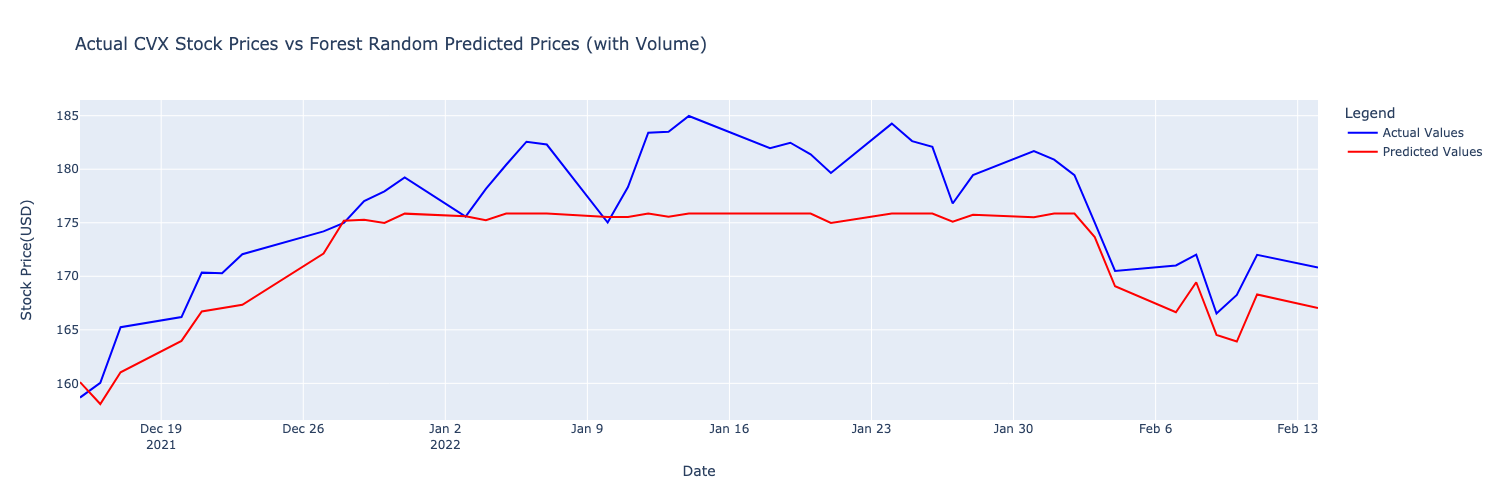 Actual CVX Stock Prices vs Forest Random Predicted Prices (with Volume)
Legend
Actual Values
Predicted Values
Stock Price(USD)
185
180
175
170
165
160
Dec 19
2021
Dec 26
Jan 2
2022
Jan 9
Jan 16
Jan 23
Jan 30
Feb 6
Feb 13
Date